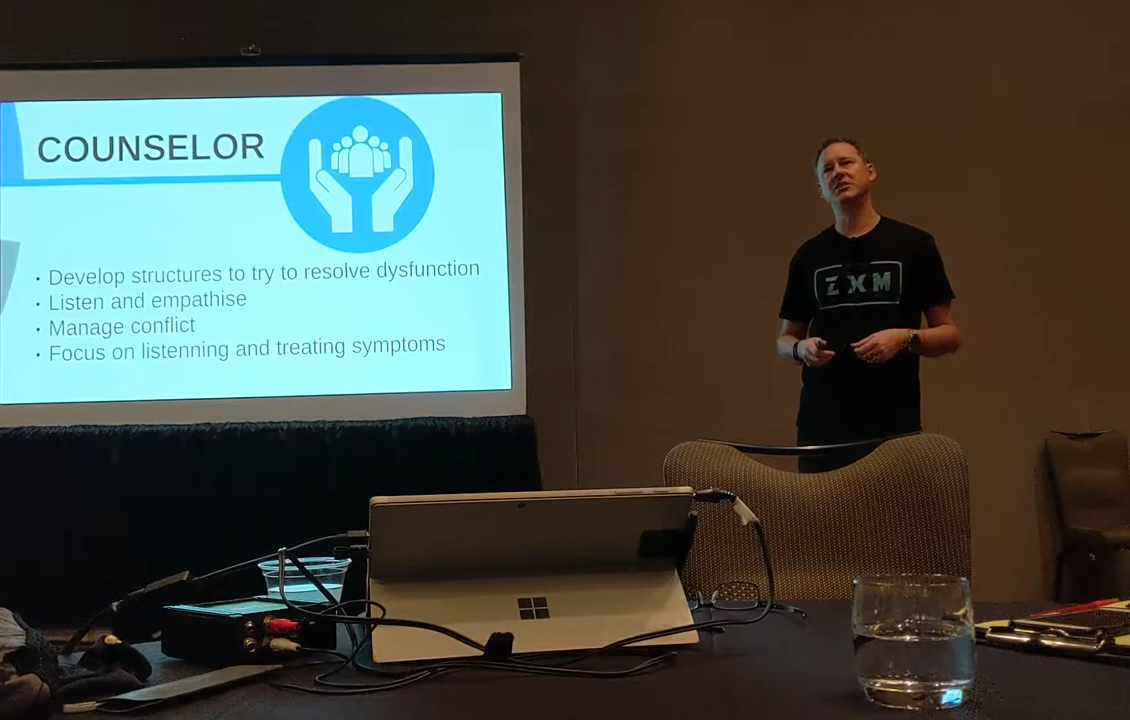 COUNSELOR
· Develop structures to try to resolve dysfunction
· Listen and empathise
· Manage conflict
· Focus on listenning and treating symptoms
ZXM